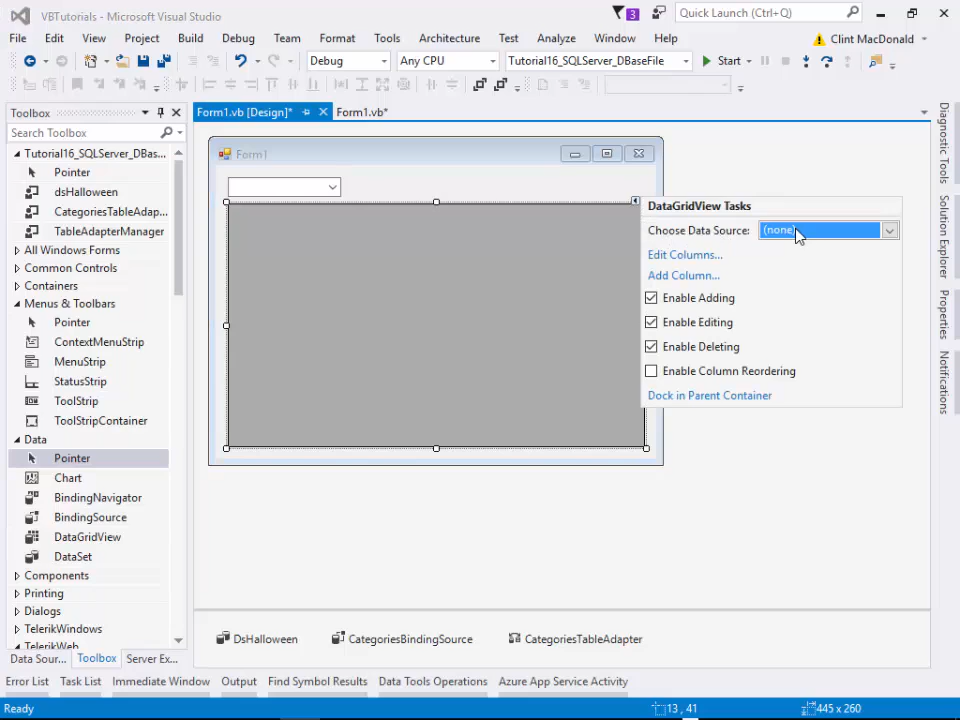 VBTutorials - Microsoft Visual Studio
3
Quick Launch (Ctrl+Q)
File Edit View Project Build Debug Team Format Tools Architecture Test Analyze Window Help
Clint MacDonald
Debug
Any CPU
Tutorial16_SQLServer_DBaseFile
Start
Toolbox
Form1.vb [Design]*
Form1.vb*
Search Toolbox
Tutorial16_SQLServer_DBas...
Pointer
dsHalloween
CategoriesTableAdap...
TableAdapterManager
All Windows Forms
Common Controls
Containers
Menus & Toolbars
Pointer
ContextMenuStrip
MenuStrip
StatusStrip
ToolStrip
ToolStripContainer
Data
Pointer
Chart
BindingNavigator
BindingSource
DataGridView
DataSet
Components
Printing
Dialogs
TelerikWindows
TelerikWeb
Data Sour...
Toolbox
Server Ex...
Form1
DataGridView Tasks
Choose Data Source: (none)
Edit Columns...
Add Column...
Enable Adding
Enable Editing
Enable Deleting
Enable Column Reordering
Dock in Parent Container
DsHalloween
CategoriesBindingSource
CategoriesTableAdapter
Diagnostic Tools
Solution Explorer
Properties
Notifications
Error List Task List Immediate Window Output Find Symbol Results Data Tools Operations Azure App Service Activity
Ready
13 , 41
445 x 260